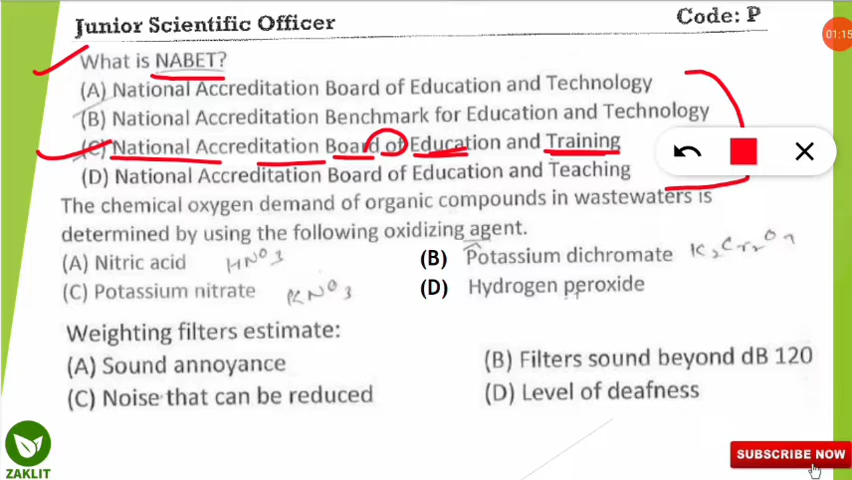 Junior Scientific Officer
Code: P
01:15
What is NABET?
(A) National Accreditation Board of Education and Technology
(B) National Accreditation Benchmark for Education and Technology
(C) National Accreditation Board of Education and Training
(D) National Accreditation Board of Education and Teaching
The chemical oxygen demand of organic compounds in wastewaters is
determined by using the following oxidizing agent.
(A) Nitric acid HNO3
(B) Potassium dichromate K2Cr2O7
(C) Potassium nitrate KNO3
(D) Hydrogen peroxide
Weighting filters estimate:
(A) Sound annoyance
(B) Filters sound beyond dB 120
(C) Noise that can be reduced
(D) Level of deafness
ZAKLIT
SUBSCRIBE NOW